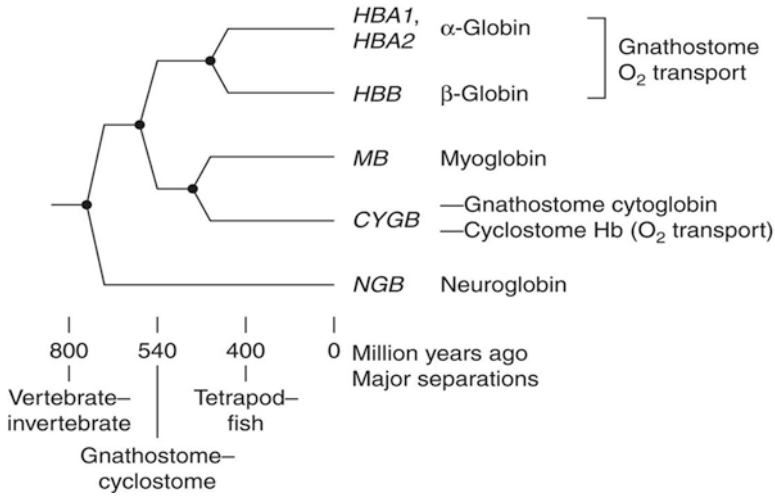 HBA1,
HBA2 α-Globin
Gnathostome
O₂ transport
HBB β-Globin
MB Myoglobin
CYGB —Gnathostome cytoglobin
—Cyclostome Hb (O₂ transport)
NGB Neuroglobin
800 540 400 0 Million years ago
Major separations
Vertebrate–
invertebrate
Tetrapod–
fish
Gnathostome–
cyclostome